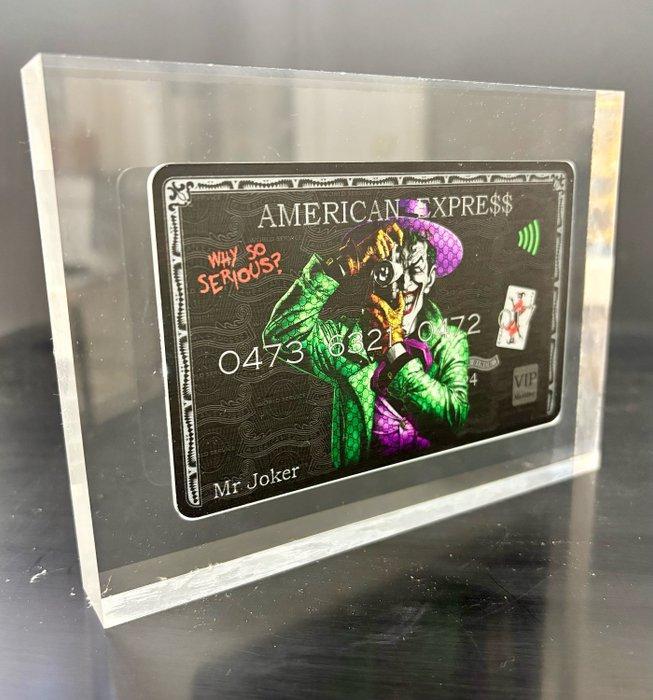 AMERICAN EXPRE$$
WHY SO
SERIOUS?
0473 6321 0472
VIP
Mr Joker